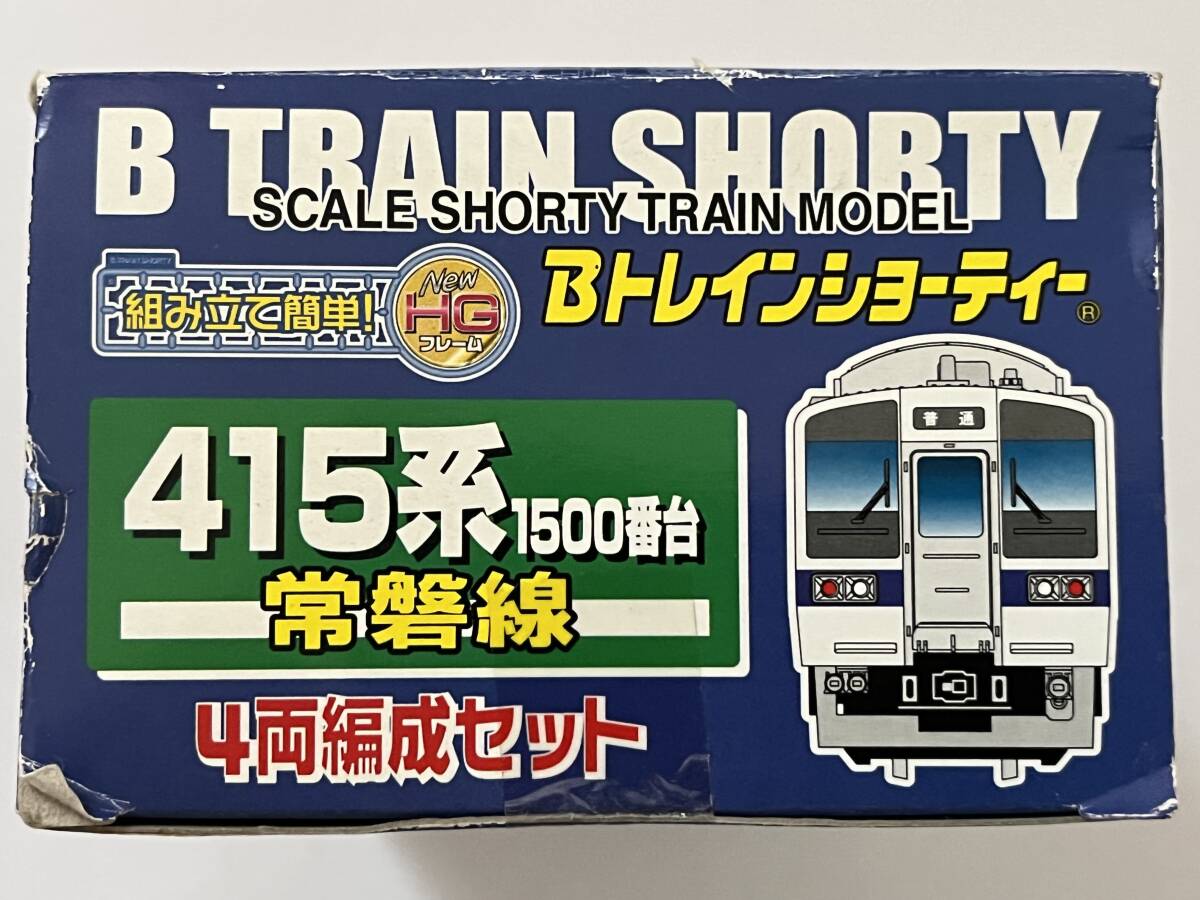 B TRAIN SHORTY
SCALE SHORTY TRAIN MODEL
B TRAIN SHORTY
組み立て簡単!
New
HG
フレーム
Bトレインショーティー®
415系1500番台
常磐線
4両編成セット
普通